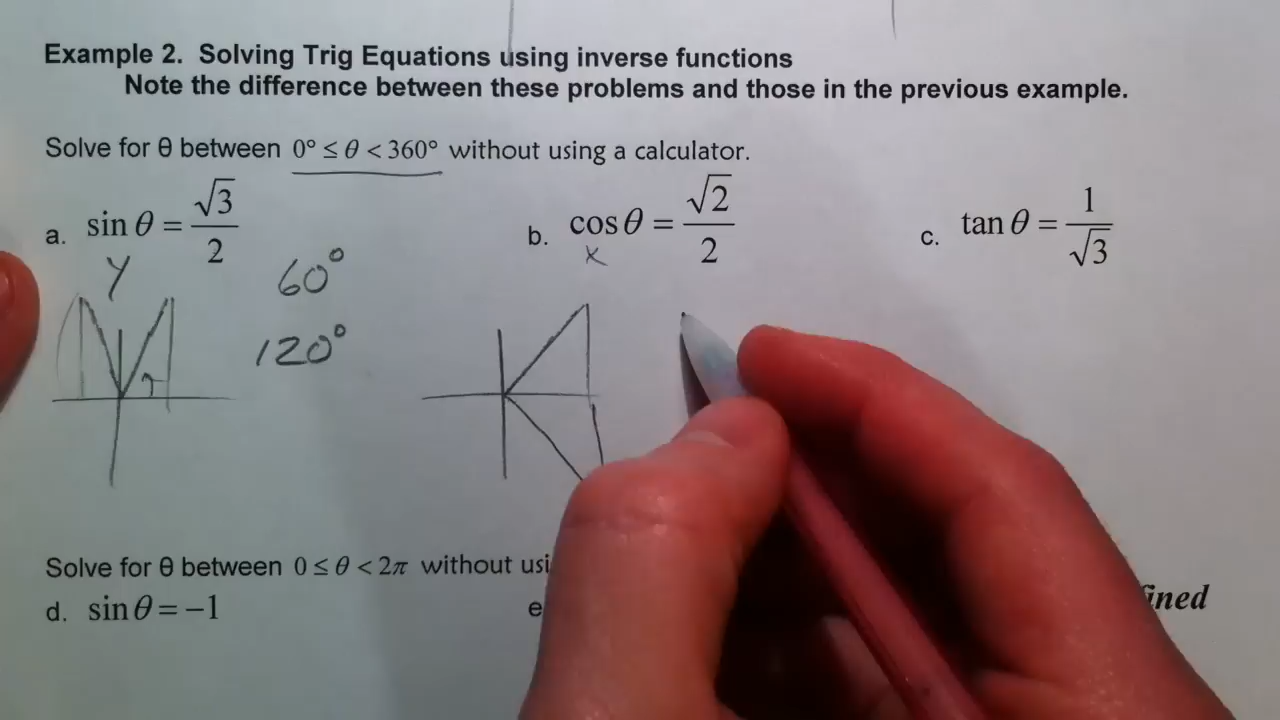 Example 2. Solving Trig Equations using inverse functions
Note the difference between these problems and those in the previous example.
Solve for θ between 0° ≤ θ < 360° without using a calculator.
a. sin θ = √3/2
b. cos θ = √2/2
c. tan θ = 1/√3
Y
60°
120°
x
Solve for θ between 0 ≤ θ < 2π without usi
d. sin θ = −1
e
ined